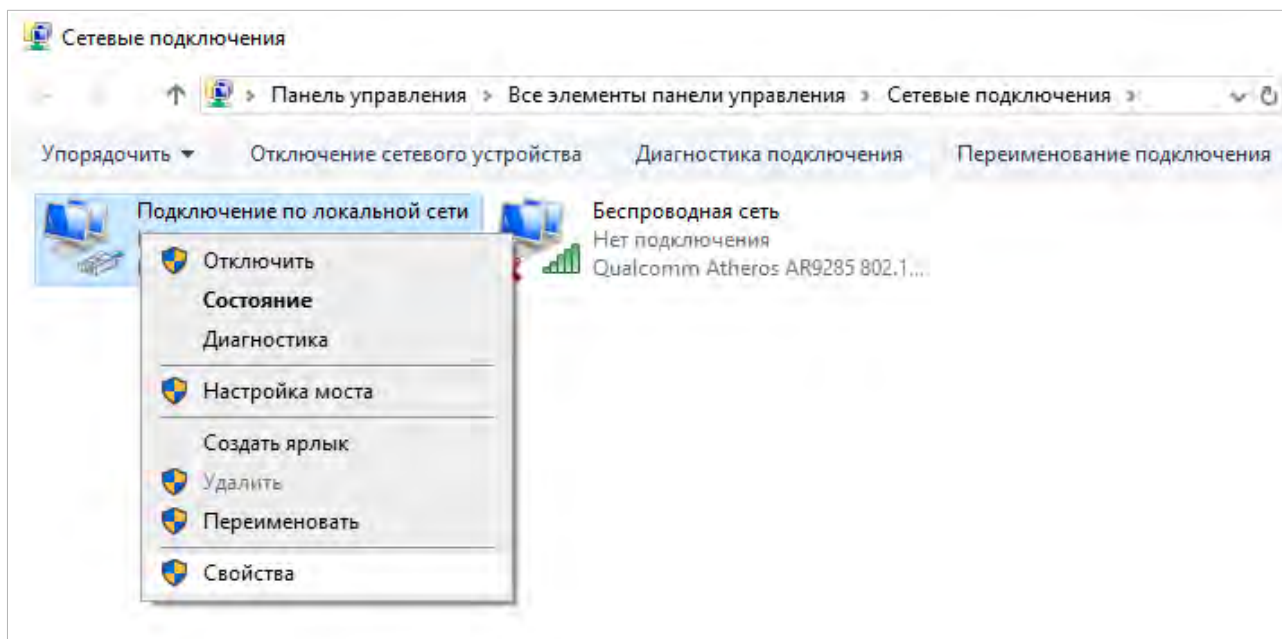 Сетевые подключения
Панель управления > Все элементы панели управления > Сетевые подключения >
Упорядочить Отключение сетевого устройства Диагностика подключения Переименование подключения
Подключение по локальной сети
Беспроводная сеть
Нет подключения
Qualcomm Atheros AR9285 802.1...
Отключить
Состояние
Диагностика
Настройка моста
Создать ярлык
Удалить
Переименовать
Свойства